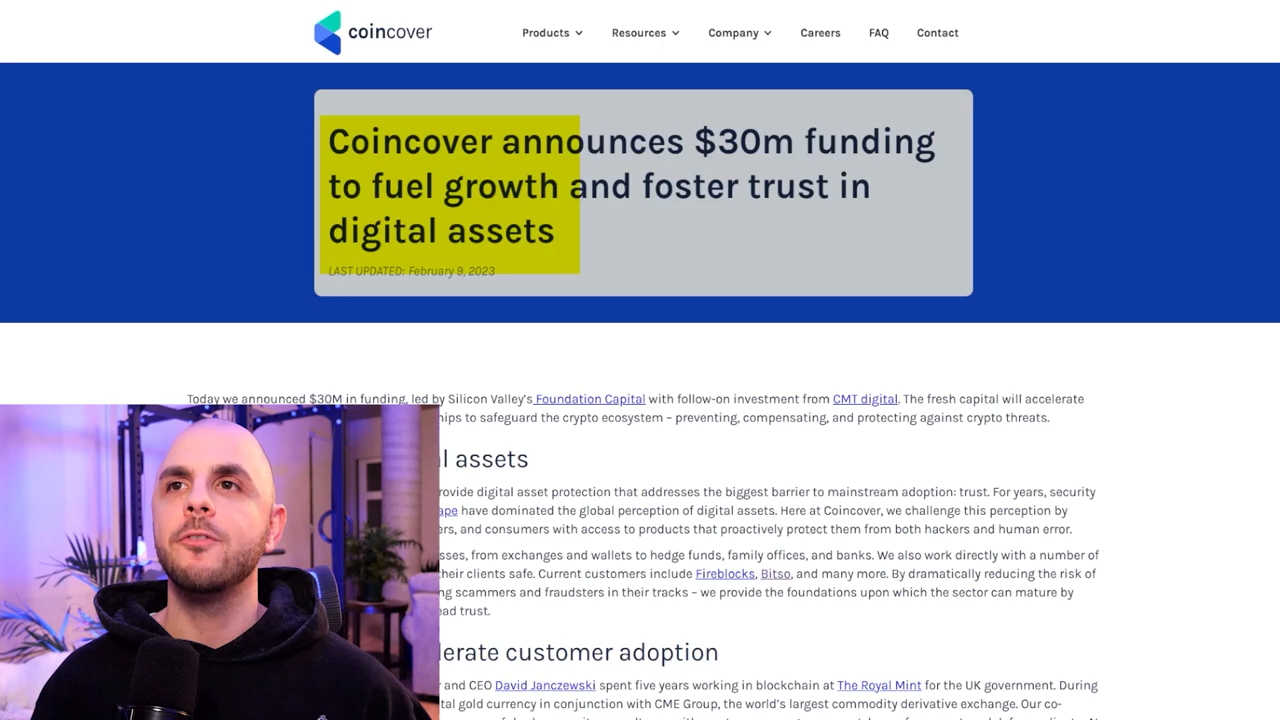 coincover
Products Resources Company Careers FAQ Contact
Coincover announces $30m funding
to fuel growth and foster trust in
digital assets
LAST UPDATED: February 9, 2023
Today we announced $30M in funding, led by Silicon Valley's Foundation Capital with follow-on investment from CMT digital. The fresh capital will accelerate
to safeguard the crypto ecosystem – preventing, compensating, and protecting against crypto threats.
assets
digital asset protection that addresses the biggest barrier to mainstream adoption: trust. For years, security
have dominated the global perception of digital assets. Here at Coincover, we challenge this perception by
and consumers with access to products that proactively protect them from both hackers and human error.
from exchanges and wallets to hedge funds, family offices, and banks. We also work directly with a number of
their clients safe. Current customers include Fireblocks, Bitso, and many more. By dramatically reducing the risk of
scammers and fraudsters in their tracks – we provide the foundations upon which the sector can mature by
trust.
customer adoption
and CEO David Janczewski spent five years working in blockchain at The Royal Mint for the UK government. During
gold currency in conjunction with CME Group, the world's largest commodity derivative exchange. Our co-